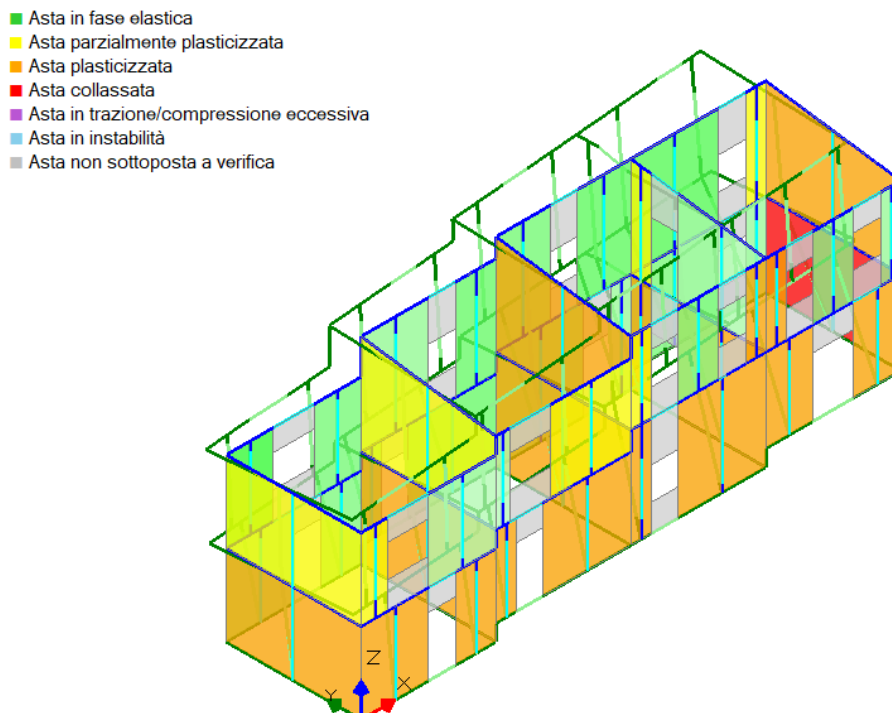 Asta in fase elastica
Asta parzialmente plasticizzata
Asta plasticizzata
Asta collassata
Asta in trazione/compressione eccessiva
Asta in instabilità
Asta non sottoposta a verifica
Z
Y
X